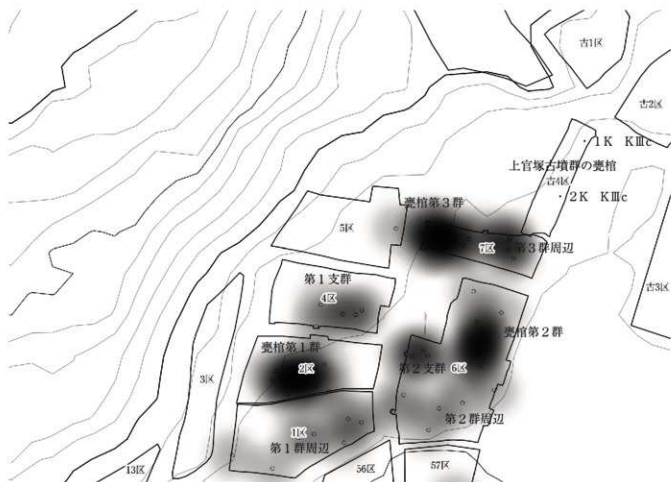 古1区
古2区
・1K KⅢc
上官塚古墳群の甕棺
古4区
・2K KⅢc
甕棺第3群
5区
7区
第3群周辺
第1支群
4区
古3区
甕棺第2群
甕棺第1群
第2支群
6区
2区
3区
第2群周辺
1区
第1群周辺
13区
56区
57区